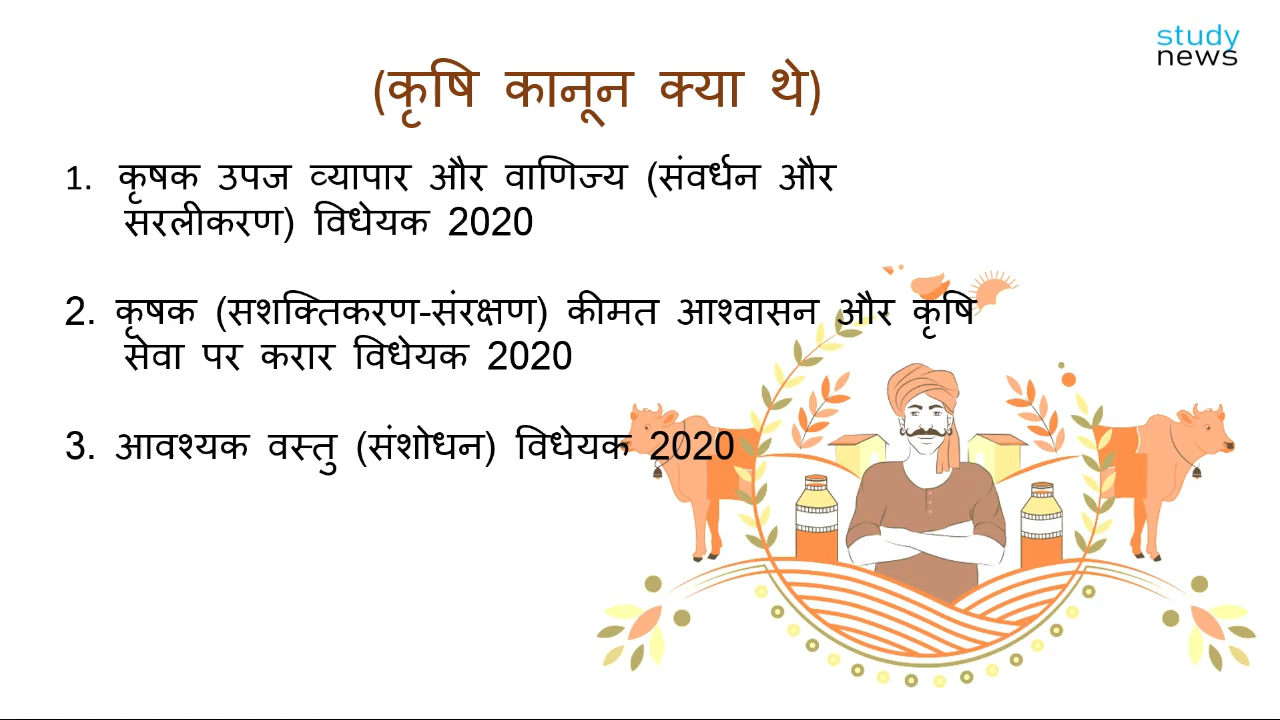 study
news
(कृषि कानून क्या थे)
1. कृषक उपज व्यापार और वाणिज्य (संवर्धन और
सरलीकरण) विधेयक 2020
2. कृषक (सशक्तिकरण-संरक्षण) कीमत आश्वासन और कृषि
सेवा पर करार विधेयक 2020
3. आवश्यक वस्तु (संशोधन) विधेयक 2020